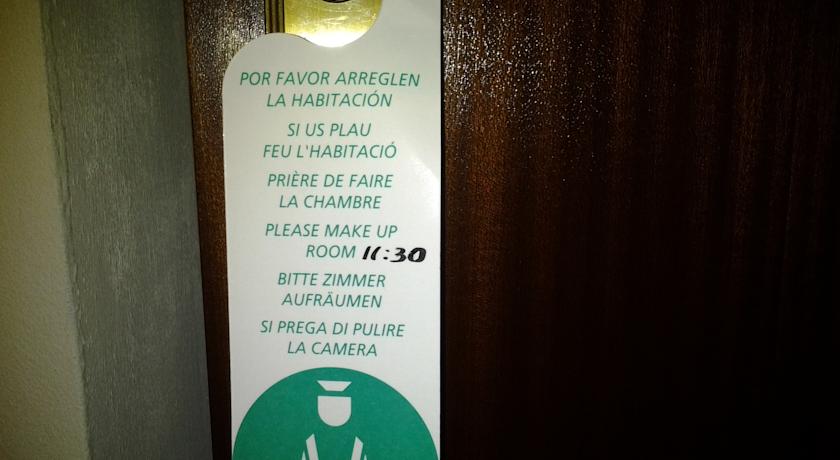 POR FAVOR ARREGLEN
LA HABITACIÓN
SI US PLAU
FEU L'HABITACIÓ
PRIÈRE DE FAIRE
LA CHAMBRE
PLEASE MAKE UP
ROOM 11:30
BITTE ZIMMER
AUFRÄUMEN
SI PREGA DI PULIRE
LA CAMERA